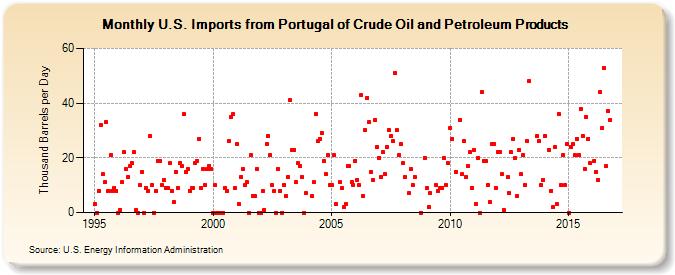 Monthly U.S. Imports from Portugal of Crude Oil and Petroleum Products
Thousand Barrels per Day
60
40
20
0
1995 2000 2005 2010 2015
Source: U.S. Energy Information Administration